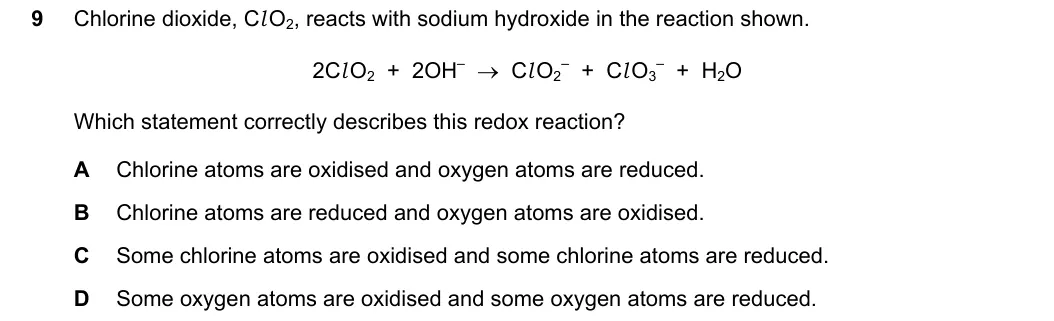 9 Chlorine dioxide, ClO₂, reacts with sodium hydroxide in the reaction shown.
2ClO₂ + 2OH⁻ → ClO₂⁻ + ClO₃⁻ + H₂O
Which statement correctly describes this redox reaction?
A Chlorine atoms are oxidised and oxygen atoms are reduced.
B Chlorine atoms are reduced and oxygen atoms are oxidised.
C Some chlorine atoms are oxidised and some chlorine atoms are reduced.
D Some oxygen atoms are oxidised and some oxygen atoms are reduced.